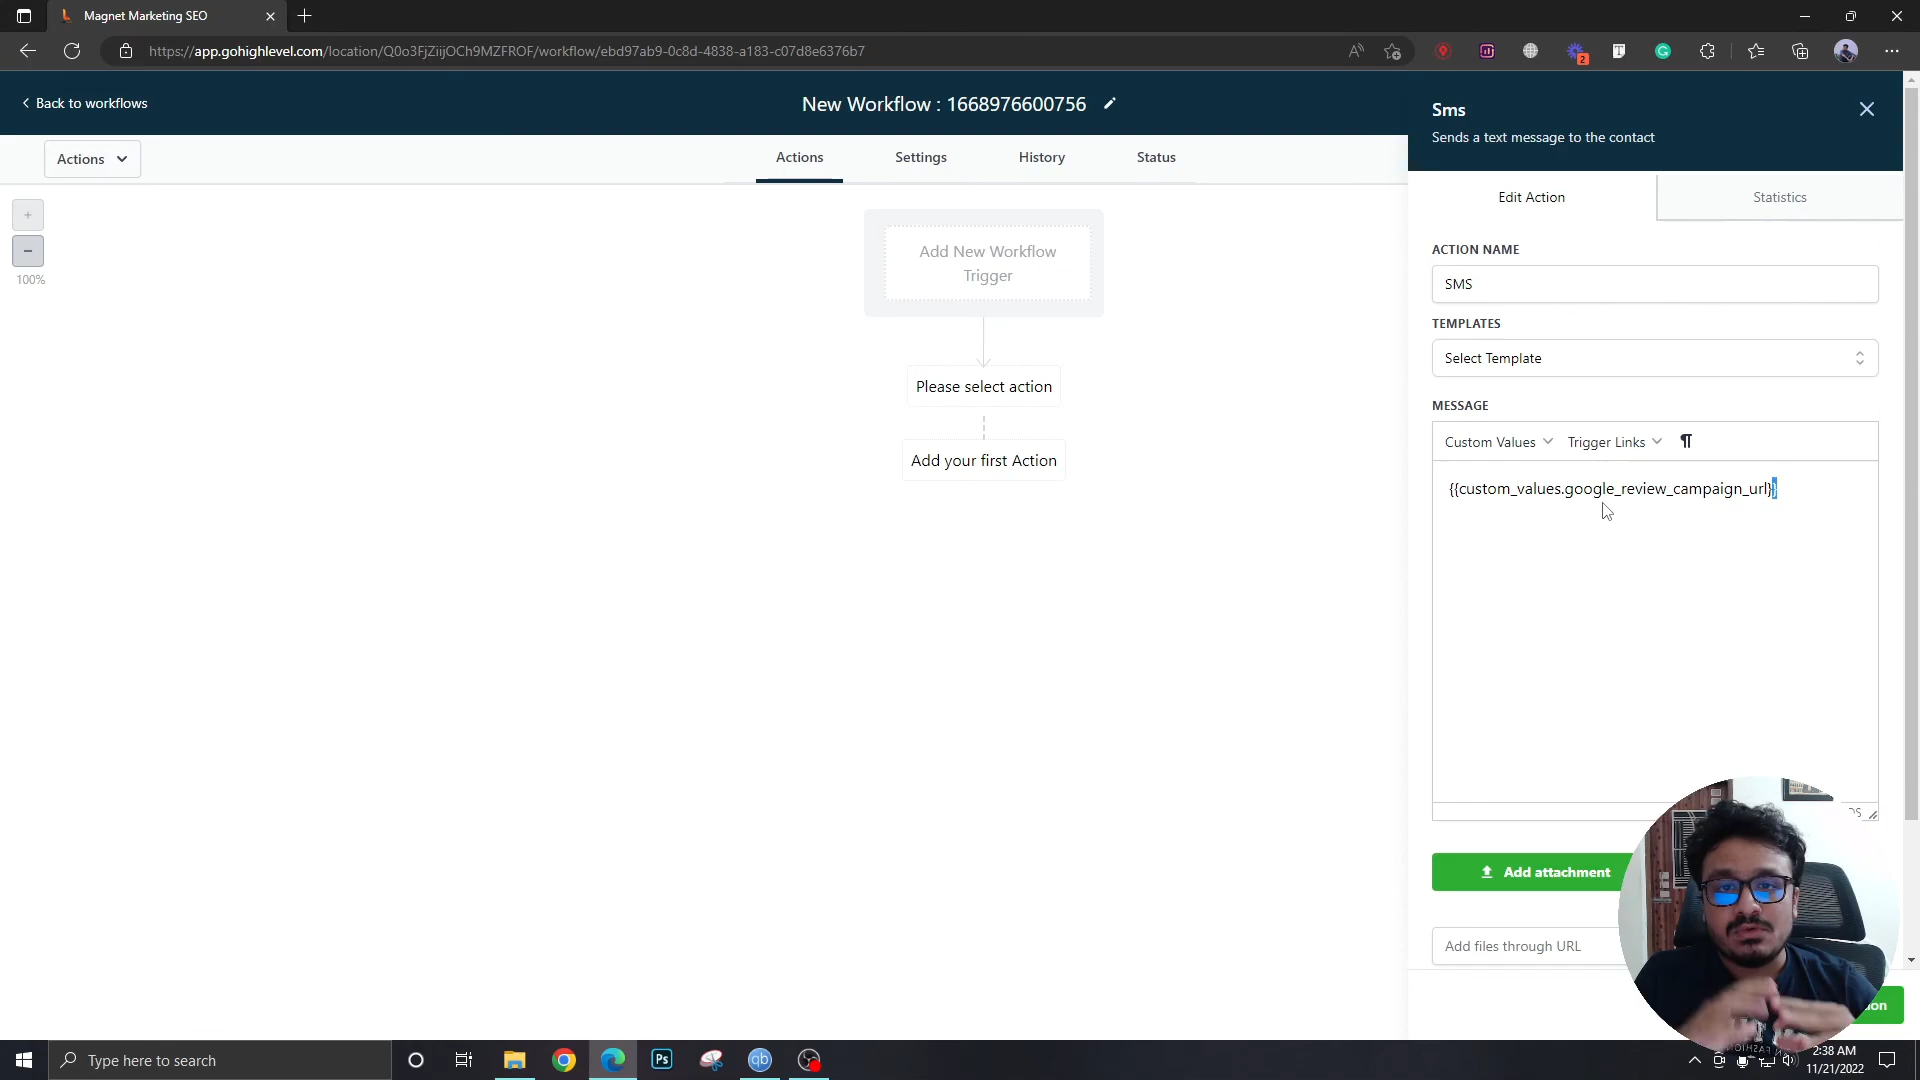 Magnet Marketing SEO
https://app.gohighlevel.com/location/Q0o3FjZiijOCh9MZFROF/workflow/ebd97ab9-0c8d-4838-a183-c07d8e6376b7
2
Back to workflows
New Workflow : 1668976600756
Sms
Sends a text message to the contact
Actions
Actions
Settings
History
Status
Edit Action
Statistics
+
−
100%
Add New Workflow
Trigger
Please select action
Add your first Action
ACTION NAME
SMS
TEMPLATES
Select Template
MESSAGE
Custom Values
Trigger Links
¶
{{custom_values.google_review_campaign_url}}
Add attachment
Add files through URL
Type here to search
Ps
qb
2:38 AM
11/21/2022